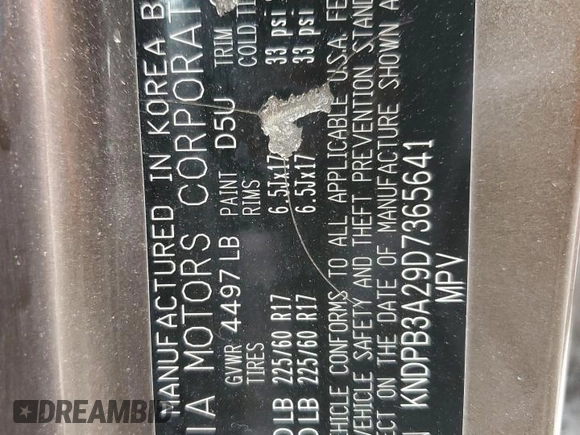 MANUFACTURED IN KOREA B
IA MOTORS CORPORAT
GVWR 4497 LB PAINT D5U TRIM
TIRES RIMS COLD TI
LB 225/60 R17 6.5Jx17 33 psi
LB 225/60 R17 6.5Jx17 33 psi
EHICLE CONFORMS TO ALL APPLICABLE U.S.A. FE
VEHICLE SAFETY AND THEFT PREVENTION STAND
ECT ON THE DATE OF MANUFACTURE SHOWN A
KNDPB3A29D7365641
MPV
DREAMBID